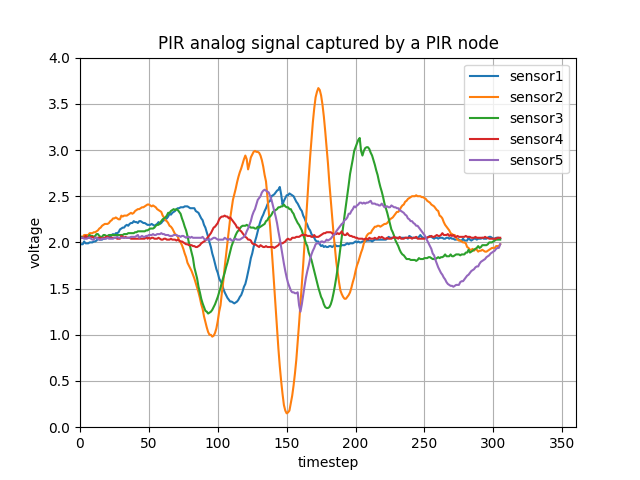 PIR analog signal captured by a PIR node
4.0
3.5
3.0
2.5
2.0
1.5
1.0
0.5
0.0
voltage
sensor1
sensor2
sensor3
sensor4
sensor5
0 50 100 150 200 250 300 350
timestep